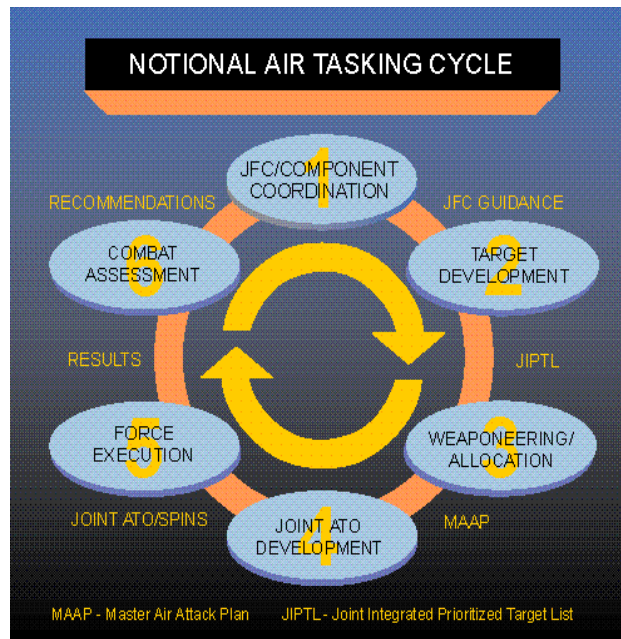 NOTIONAL AIR TASKING CYCLE
1
JFC/COMPONENT
COORDINATION
RECOMMENDATIONS
JFC GUIDANCE
6
COMBAT
ASSESSMENT
2
TARGET
DEVELOPMENT
RESULTS
JIPTL
5
FORCE
EXECUTION
3
WEAPONEERING/
ALLOCATION
JOINT ATO/SPINS
4
JOINT ATO
DEVELOPMENT
MAAP
MAAP - Master Air Attack Plan
JIPTL - Joint Integrated Prioritized Target List